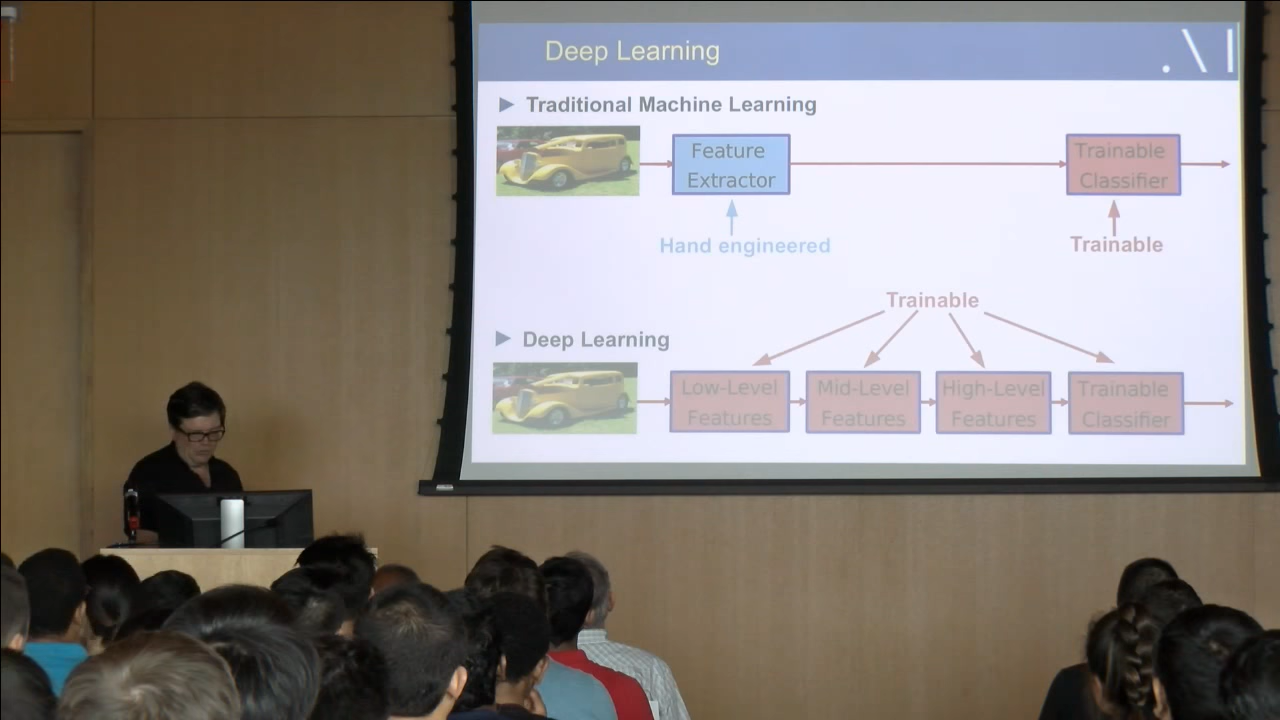 Deep Learning
.\|
Traditional Machine Learning
Feature
Extractor
Trainable
Classifier
Hand engineered
Trainable
Trainable
Deep Learning
Low-Level
Features
Mid-Level
Features
High-Level
Features
Trainable
Classifier